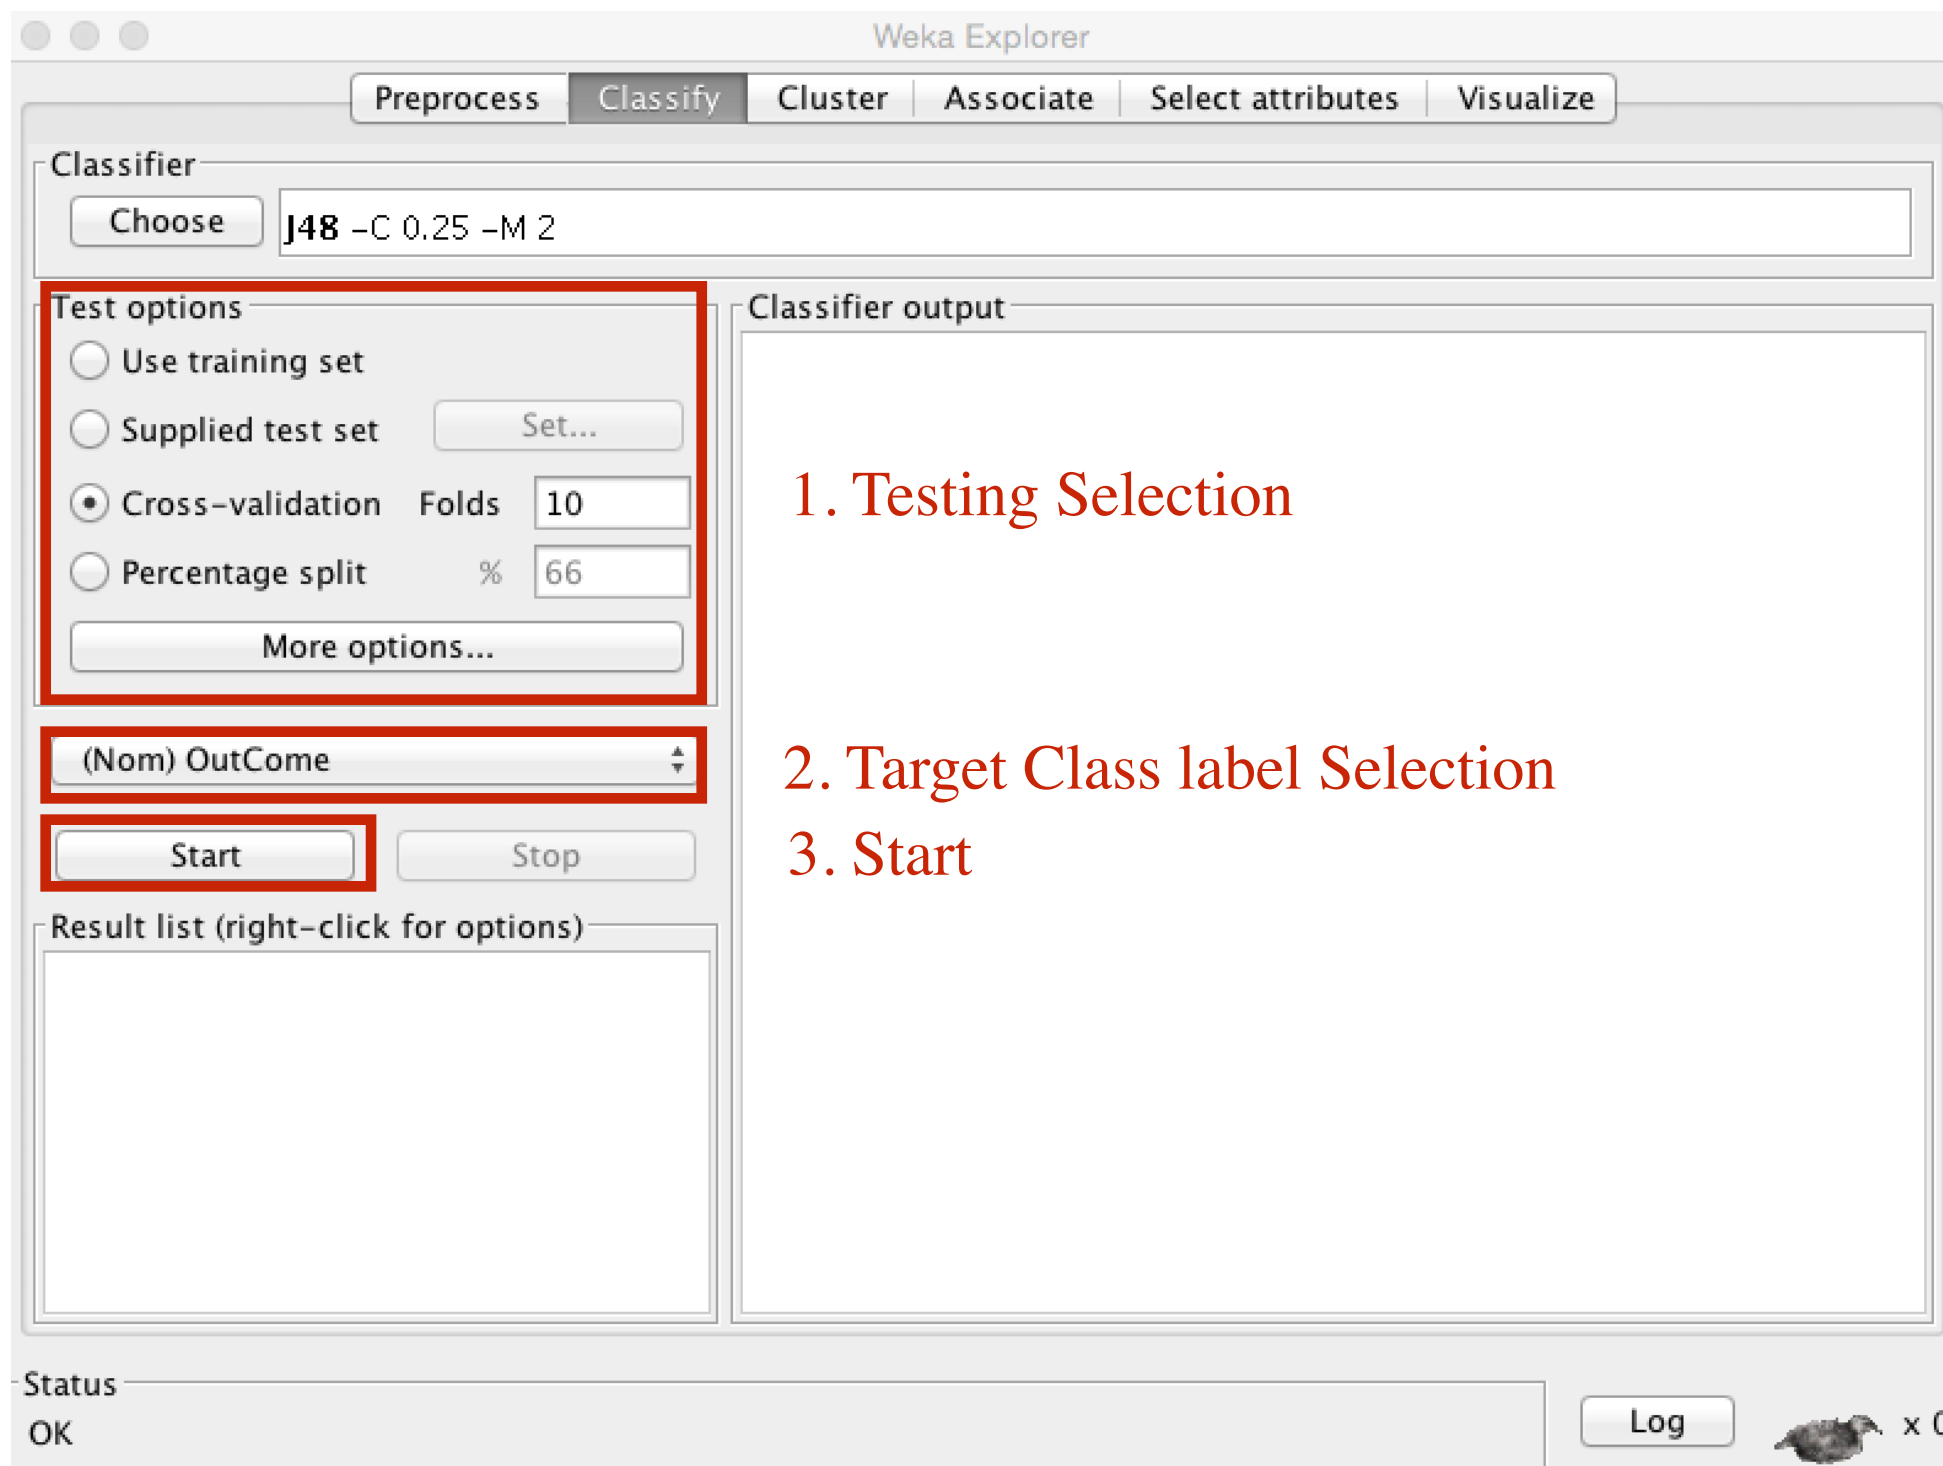 Weka Explorer
Preprocess Classify Cluster Associate Select attributes Visualize
Classifier
Choose J48 -C 0.25 -M 2
Test options
Use training set
Supplied test set Set...
Cross-validation Folds 10
Percentage split % 66
More options...
(Nom) OutCome
Start Stop
Result list (right-click for options)
Classifier output
1. Testing Selection
2. Target Class label Selection
3. Start
Status
OK
Log
x 0